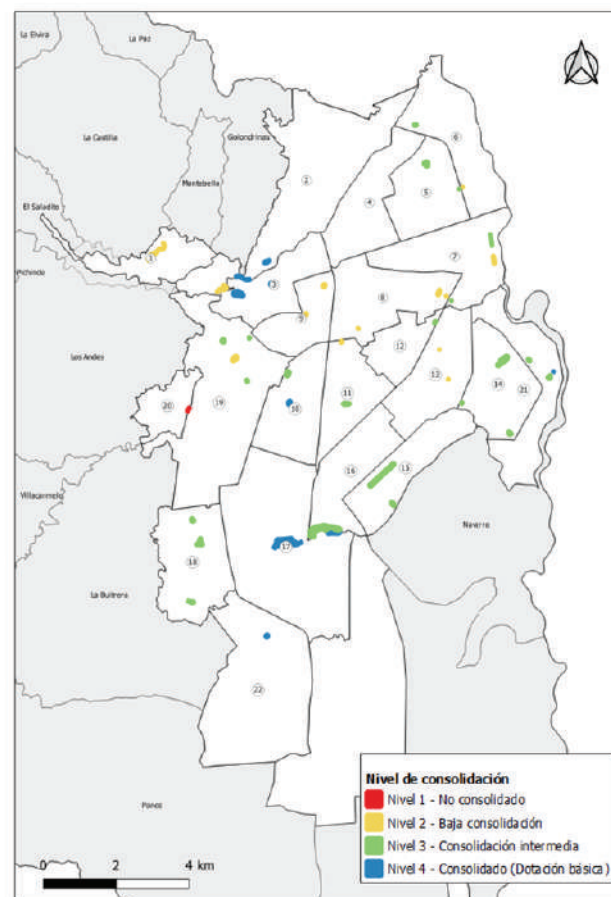 La Elvira
La Paz
La Castilla
Golondrinas
Montebello
El Saladito
Pichinde
Los Andes
Villacarmelo
La Buitrera
Pance
Navarro
6
2
4
5
1
7
3
8
9
12
13
14
21
20
19
10
11
16
15
17
18
22
Nivel de consolidación
Nivel 1 - No consolidado
Nivel 2 - Baja consolidación
Nivel 3 - Consolidación intermedia
Nivel 4 - Consolidado (Dotación básica)
0 2 4 km